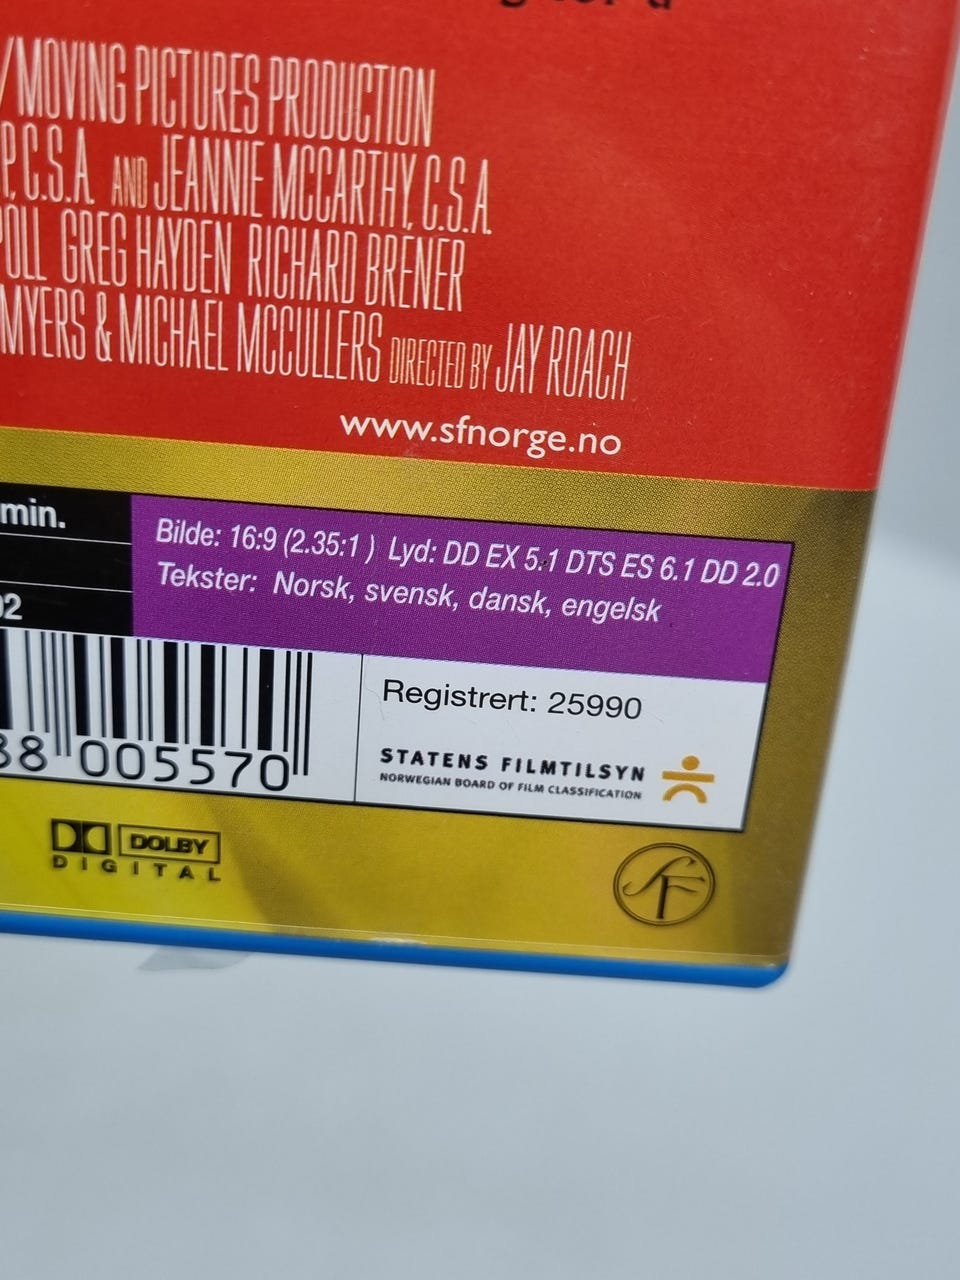 /MOVING PICTURES PRODUCTION
P, C.S.A. AND JEANNIE MCCARTHY, C.S.A.
GREG HAYDEN RICHARD BRENER
MYERS & MICHAEL MCCULLERS DIRECTED BY JAY ROACH
www.sfnorge.no
min.
Bilde: 16:9 (2.35:1 ) Lyd: DD EX 5.1 DTS ES 6.1 DD 2.0
Tekster: Norsk, svensk, dansk, engelsk
02
Registrert: 25990
STATENS FILMTILSYN
NORWEGIAN BOARD OF FILM CLASSIFICATION
88 005570
DOLBY
DIGITAL
SF